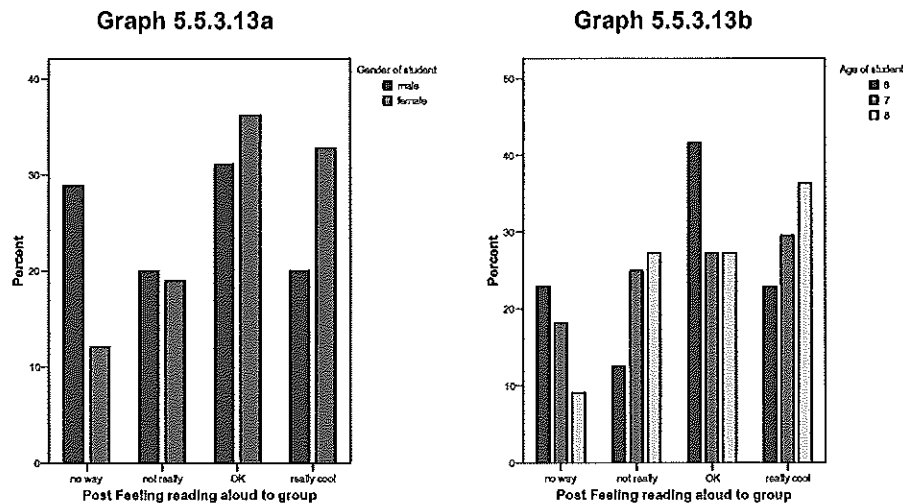 Graph 5.5.3.13a
Gender of student
male
female
40
30
20
10
0
Percent
no way
not really
OK
really cool
Post Feeling reading aloud to group
Graph 5.5.3.13b
Age of student
6
7
8
50
40
30
20
10
0
Percent
no way
not really
OK
really cool
Post Feeling reading aloud to group